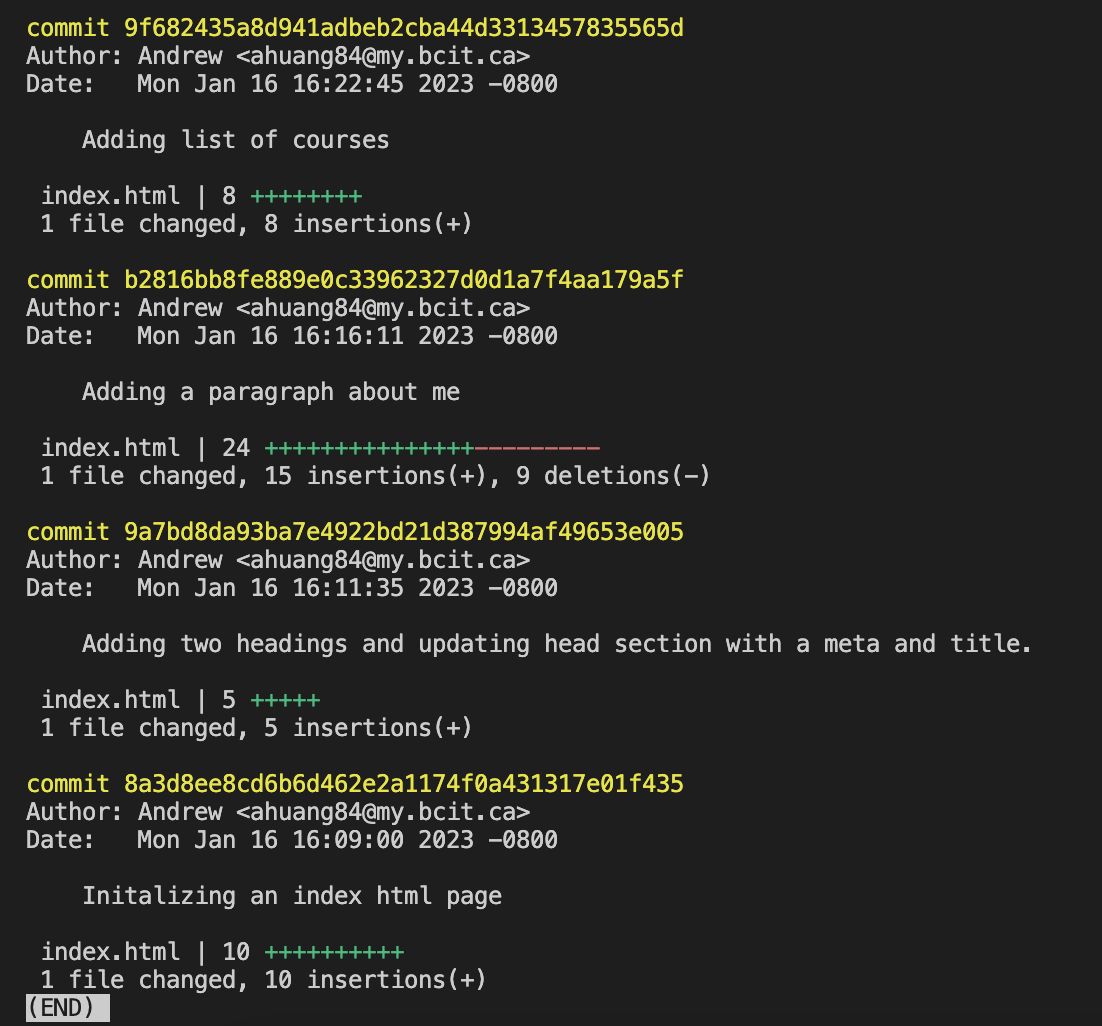 commit 9f682435a8d941adbeb2cba44d3313457835565d
Author: Andrew <ahuang84@my.bcit.ca>
Date:   Mon Jan 16 16:22:45 2023 -0800
Adding list of courses
index.html | 8 ++++++++
1 file changed, 8 insertions(+)
commit b2816bb8fe889e0c33962327d0d1a7f4aa179a5f
Author: Andrew <ahuang84@my.bcit.ca>
Date:   Mon Jan 16 16:16:11 2023 -0800
Adding a paragraph about me
index.html | 24 +++++++++++++++---------
1 file changed, 15 insertions(+), 9 deletions(-)
commit 9a7bd8da93ba7e4922bd21d387994af49653e005
Author: Andrew <ahuang84@my.bcit.ca>
Date:   Mon Jan 16 16:11:35 2023 -0800
Adding two headings and updating head section with a meta and title.
index.html | 5 +++++
1 file changed, 5 insertions(+)
commit 8a3d8ee8cd6b6d462e2a1174f0a431317e01f435
Author: Andrew <ahuang84@my.bcit.ca>
Date:   Mon Jan 16 16:09:00 2023 -0800
Initalizing an index html page
index.html | 10 ++++++++++
1 file changed, 10 insertions(+)
(END)